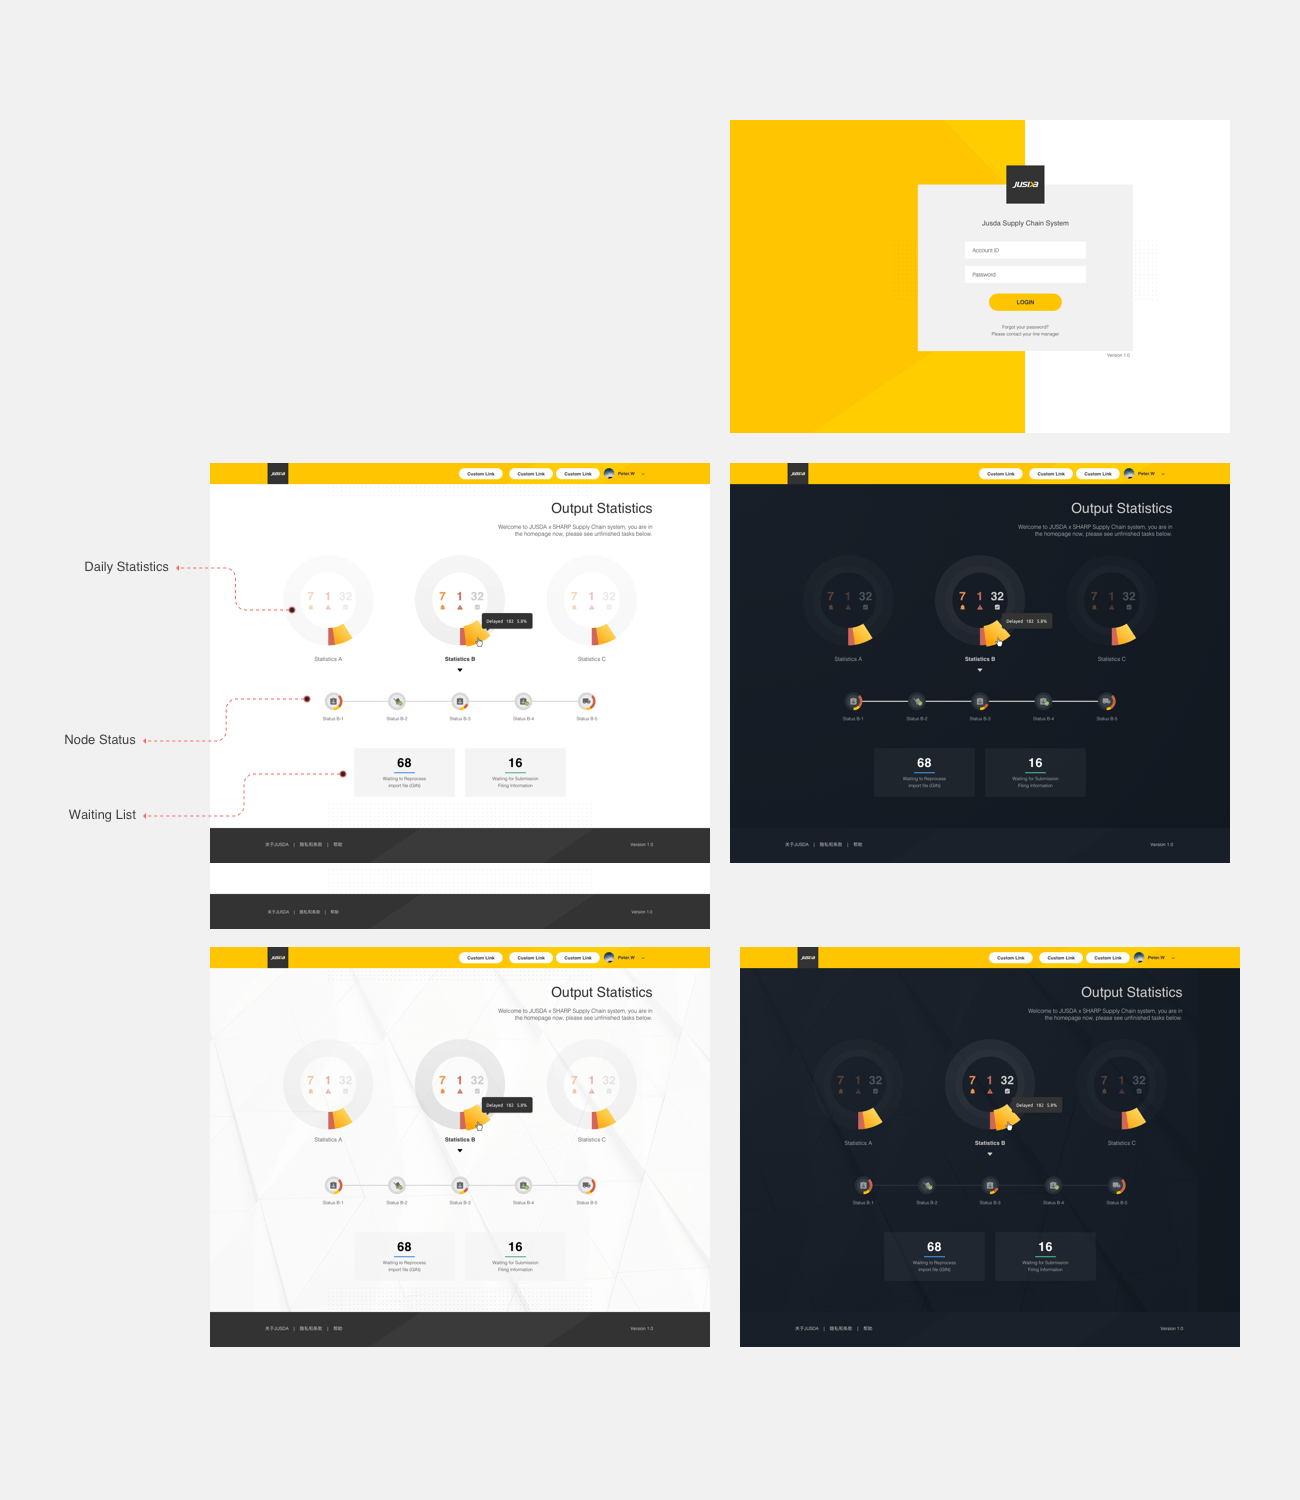 JUSDA
Jusda Supply Chain System
Account ID
Password
LOGIN
Forgot your password?
Please contact your line manager
Version 1.0
JUSDA
Custom Link
Custom Link
Custom Link
Peter.W
Output Statistics
Welcome to JUSDA x SHARP Supply Chain system, you are in
the homepage now, please see unfinished tasks below.
Daily Statistics
7 1 32
7 1 32
7 1 32
Delayed 102 5.8%
Statistics A
Statistics B
Statistics C
Node Status
Status B-1
Status B-2
Status B-3
Status B-4
Status B-5
Waiting List
68
Waiting to Reprocess
Import file (GIN)
16
Waiting for Submission
Filing Information
关于JUSDA | 隐私和条款 | 帮助
Version 1.0
关于JUSDA | 隐私和条款 | 帮助
Version 1.0
JUSDA
Custom Link
Custom Link
Custom Link
Peter.W
Output Statistics
Welcome to JUSDA x SHARP Supply Chain system, you are in
the homepage now, please see unfinished tasks below.
7 1 32
7 1 32
7 1 32
Delayed 102 5.8%
Statistics A
Statistics B
Statistics C
Status B-1
Status B-2
Status B-3
Status B-4
Status B-5
68
Waiting to Reprocess
Import file (GIN)
16
Waiting for Submission
Filing Information
关于JUSDA | 隐私和条款 | 帮助
Version 1.0
JUSDA
Custom Link
Custom Link
Custom Link
Peter.W
Output Statistics
Welcome to JUSDA x SHARP Supply Chain system, you are in
the homepage now, please see unfinished tasks below.
7 1 32
7 1 32
7 1 32
Delayed 102 5.8%
Statistics A
Statistics B
Statistics C
Status B-1
Status B-2
Status B-3
Status B-4
Status B-5
68
Waiting to Reprocess
Import file (GIN)
16
Waiting for Submission
Filing Information
关于JUSDA | 隐私和条款 | 帮助
Version 1.0
JUSDA
Custom Link
Custom Link
Custom Link
Peter.W
Output Statistics
Welcome to JUSDA x SHARP Supply Chain system, you are in
the homepage now, please see unfinished tasks below.
7 1 32
7 1 32
7 1 32
Delayed 102 5.8%
Statistics A
Statistics B
Statistics C
Status B-1
Status B-2
Status B-3
Status B-4
Status B-5
68
Waiting to Reprocess
Import file (GIN)
16
Waiting for Submission
Filing Information
关于JUSDA | 隐私和条款 | 帮助
Version 1.0